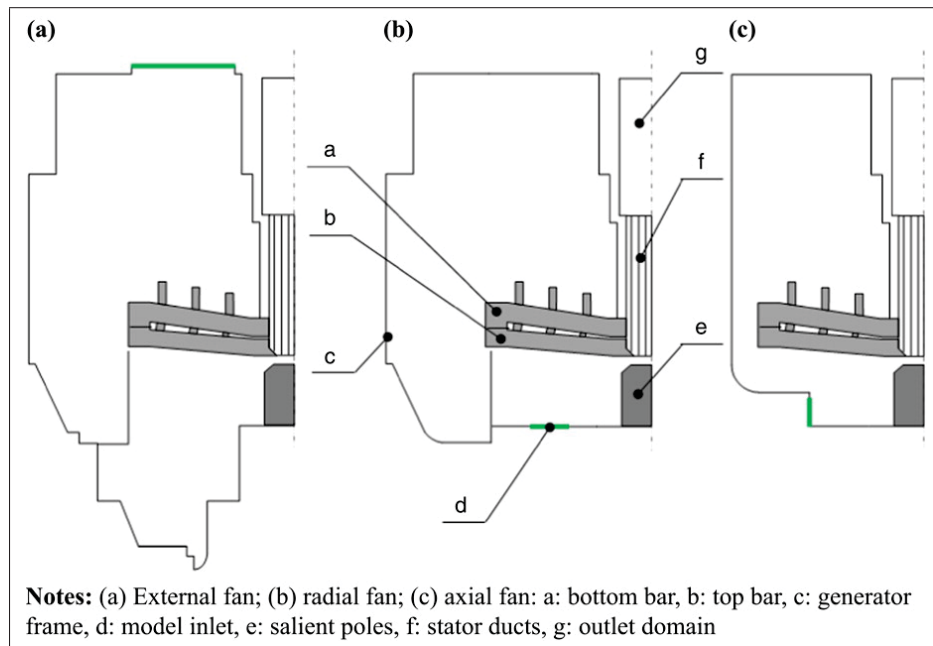 (a)
(b)
(c)
g
a
f
b
c
e
d
Notes: (a) External fan; (b) radial fan; (c) axial fan: a: bottom bar, b: top bar, c: generator
frame, d: model inlet, e: salient poles, f: stator ducts, g: outlet domain